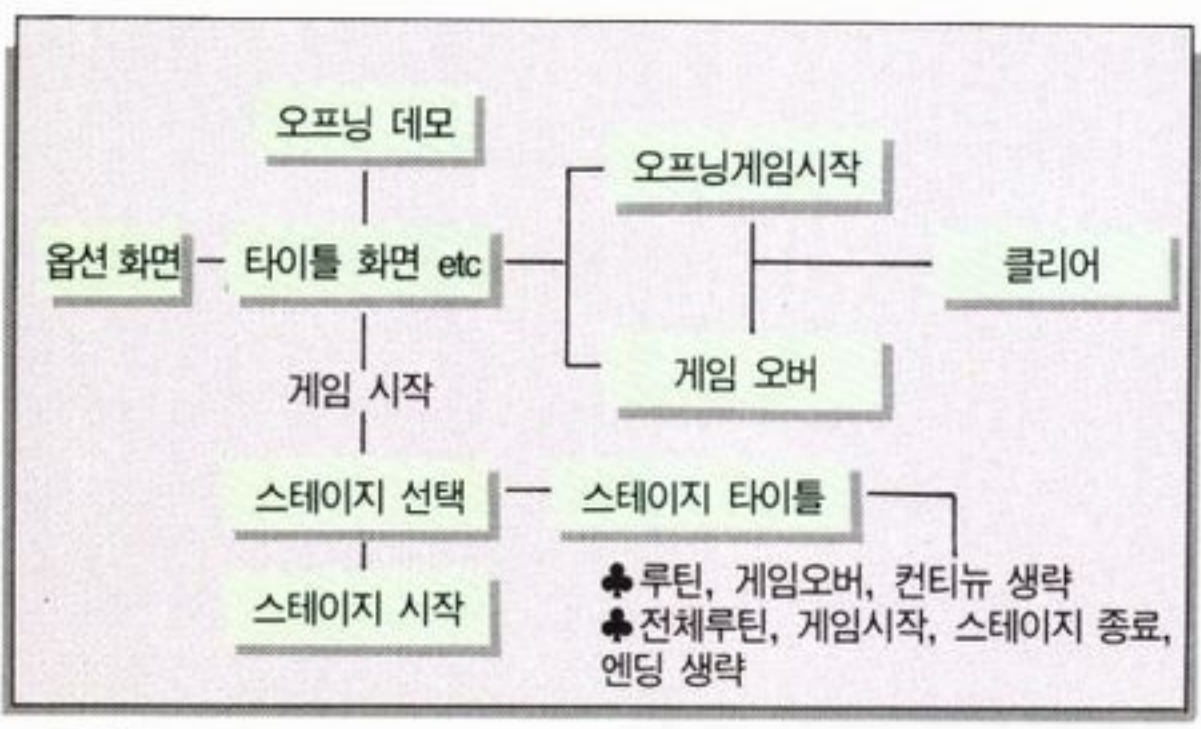 오프닝 데모
오프닝게임시작
옵션 화면
타이틀 화면 etc
클리어
게임 오버
게임 시작
스테이지 선택
스테이지 타이틀
스테이지 시작
♣루틴, 게임오버, 컨티뉴 생략
♣전체루틴, 게임시작, 스테이지 종료,
엔딩 생략